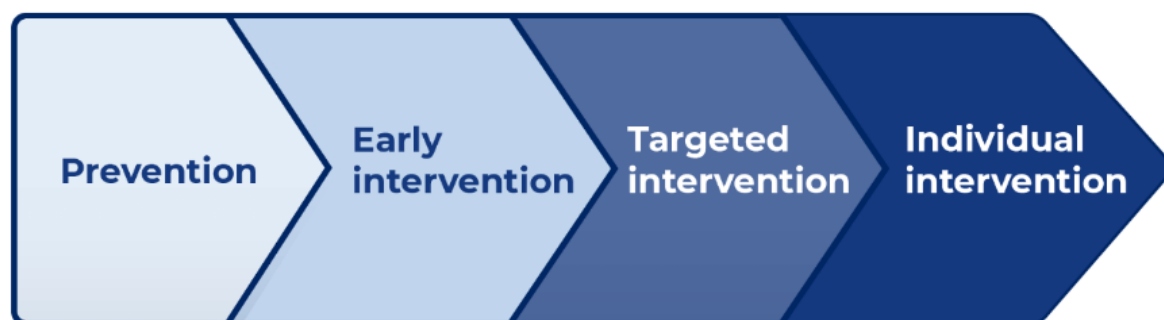 Prevention
Early
intervention
Targeted
intervention
Individual
intervention